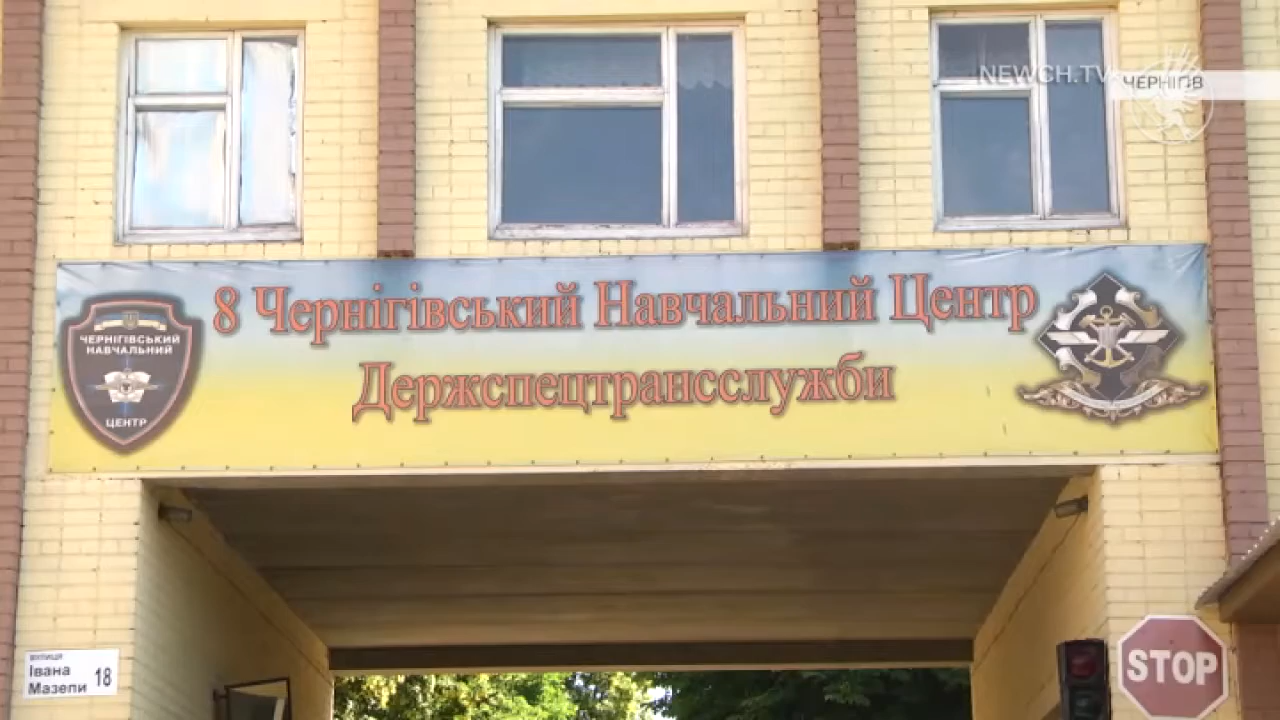 NEWCH.TV
ЧЕРНІГІВ
8 Чернігівський Навчальний Центр
Держспецтрансслужби
ЧЕРНІГІВСЬКИЙ
НАВЧАЛЬНИЙ
ЦЕНТР
вулиця
Івана
Мазепи
18
STOP